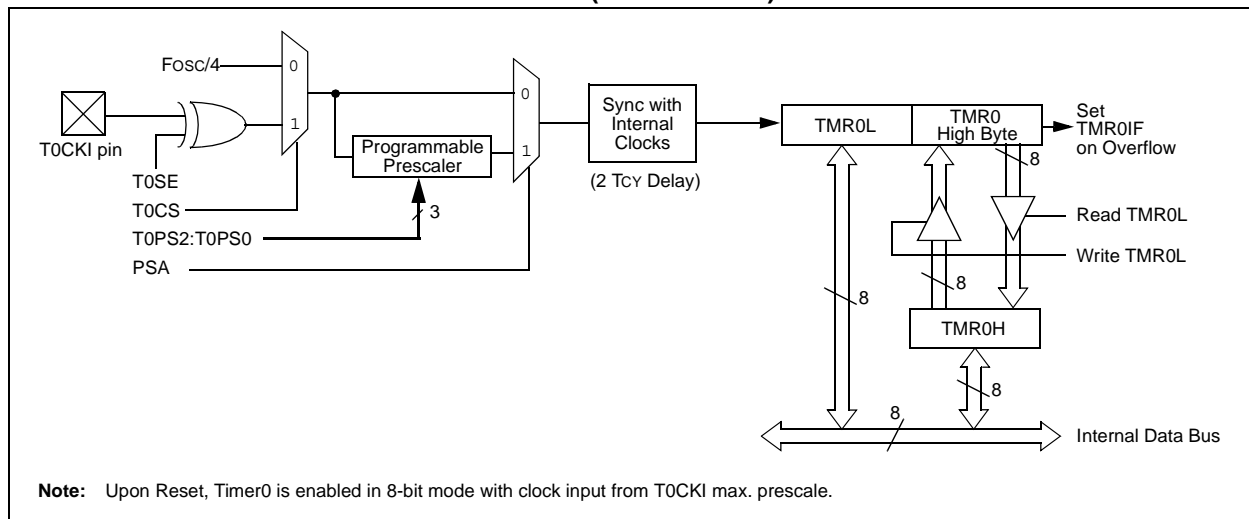 FOSC/4
0
1
T0CKI pin
T0SE
T0CS
T0PS2:T0PS0
PSA
Programmable
Prescaler
3
0
1
Sync with
Internal
Clocks
(2 TCY Delay)
TMR0L
TMR0
High Byte
Set
TMR0IF
on Overflow
8
Read TMR0L
Write TMR0L
8
8
TMR0H
8
8
Internal Data Bus
Note: Upon Reset, Timer0 is enabled in 8-bit mode with clock input from T0CKI max. prescale.